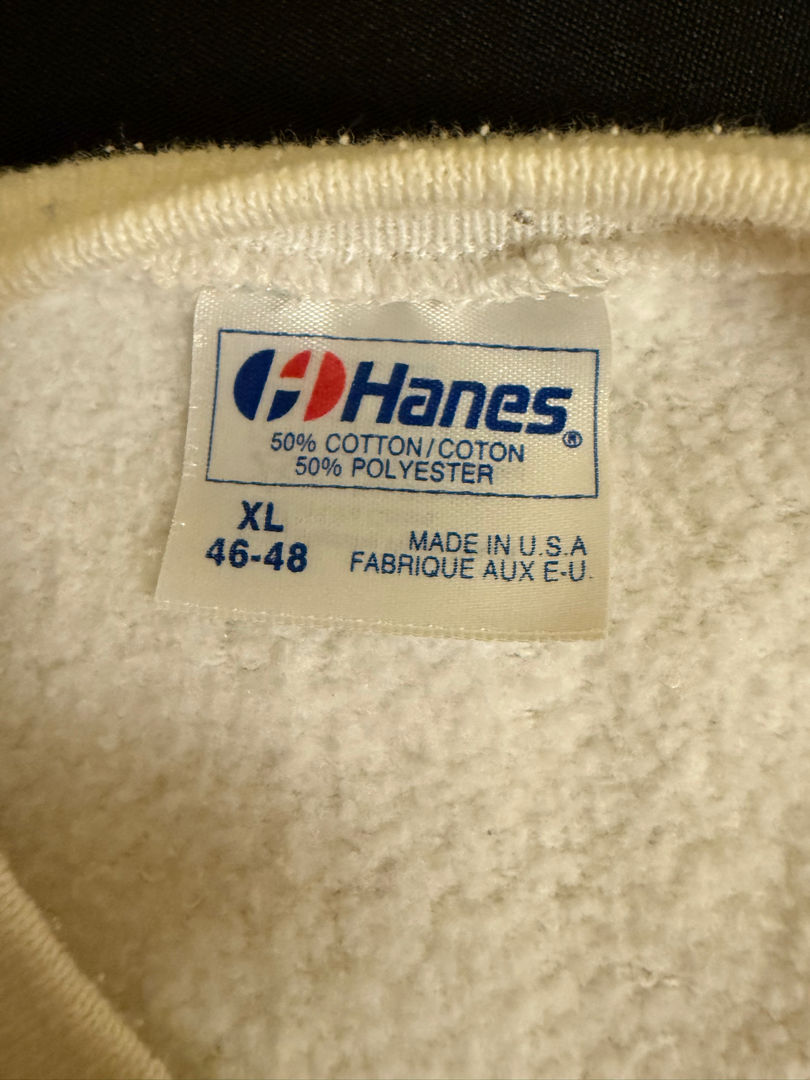 Hanes®
50% COTTON/COTON
50% POLYESTER
XL
46-48
MADE IN U.S.A
FABRIQUE AUX E-U.